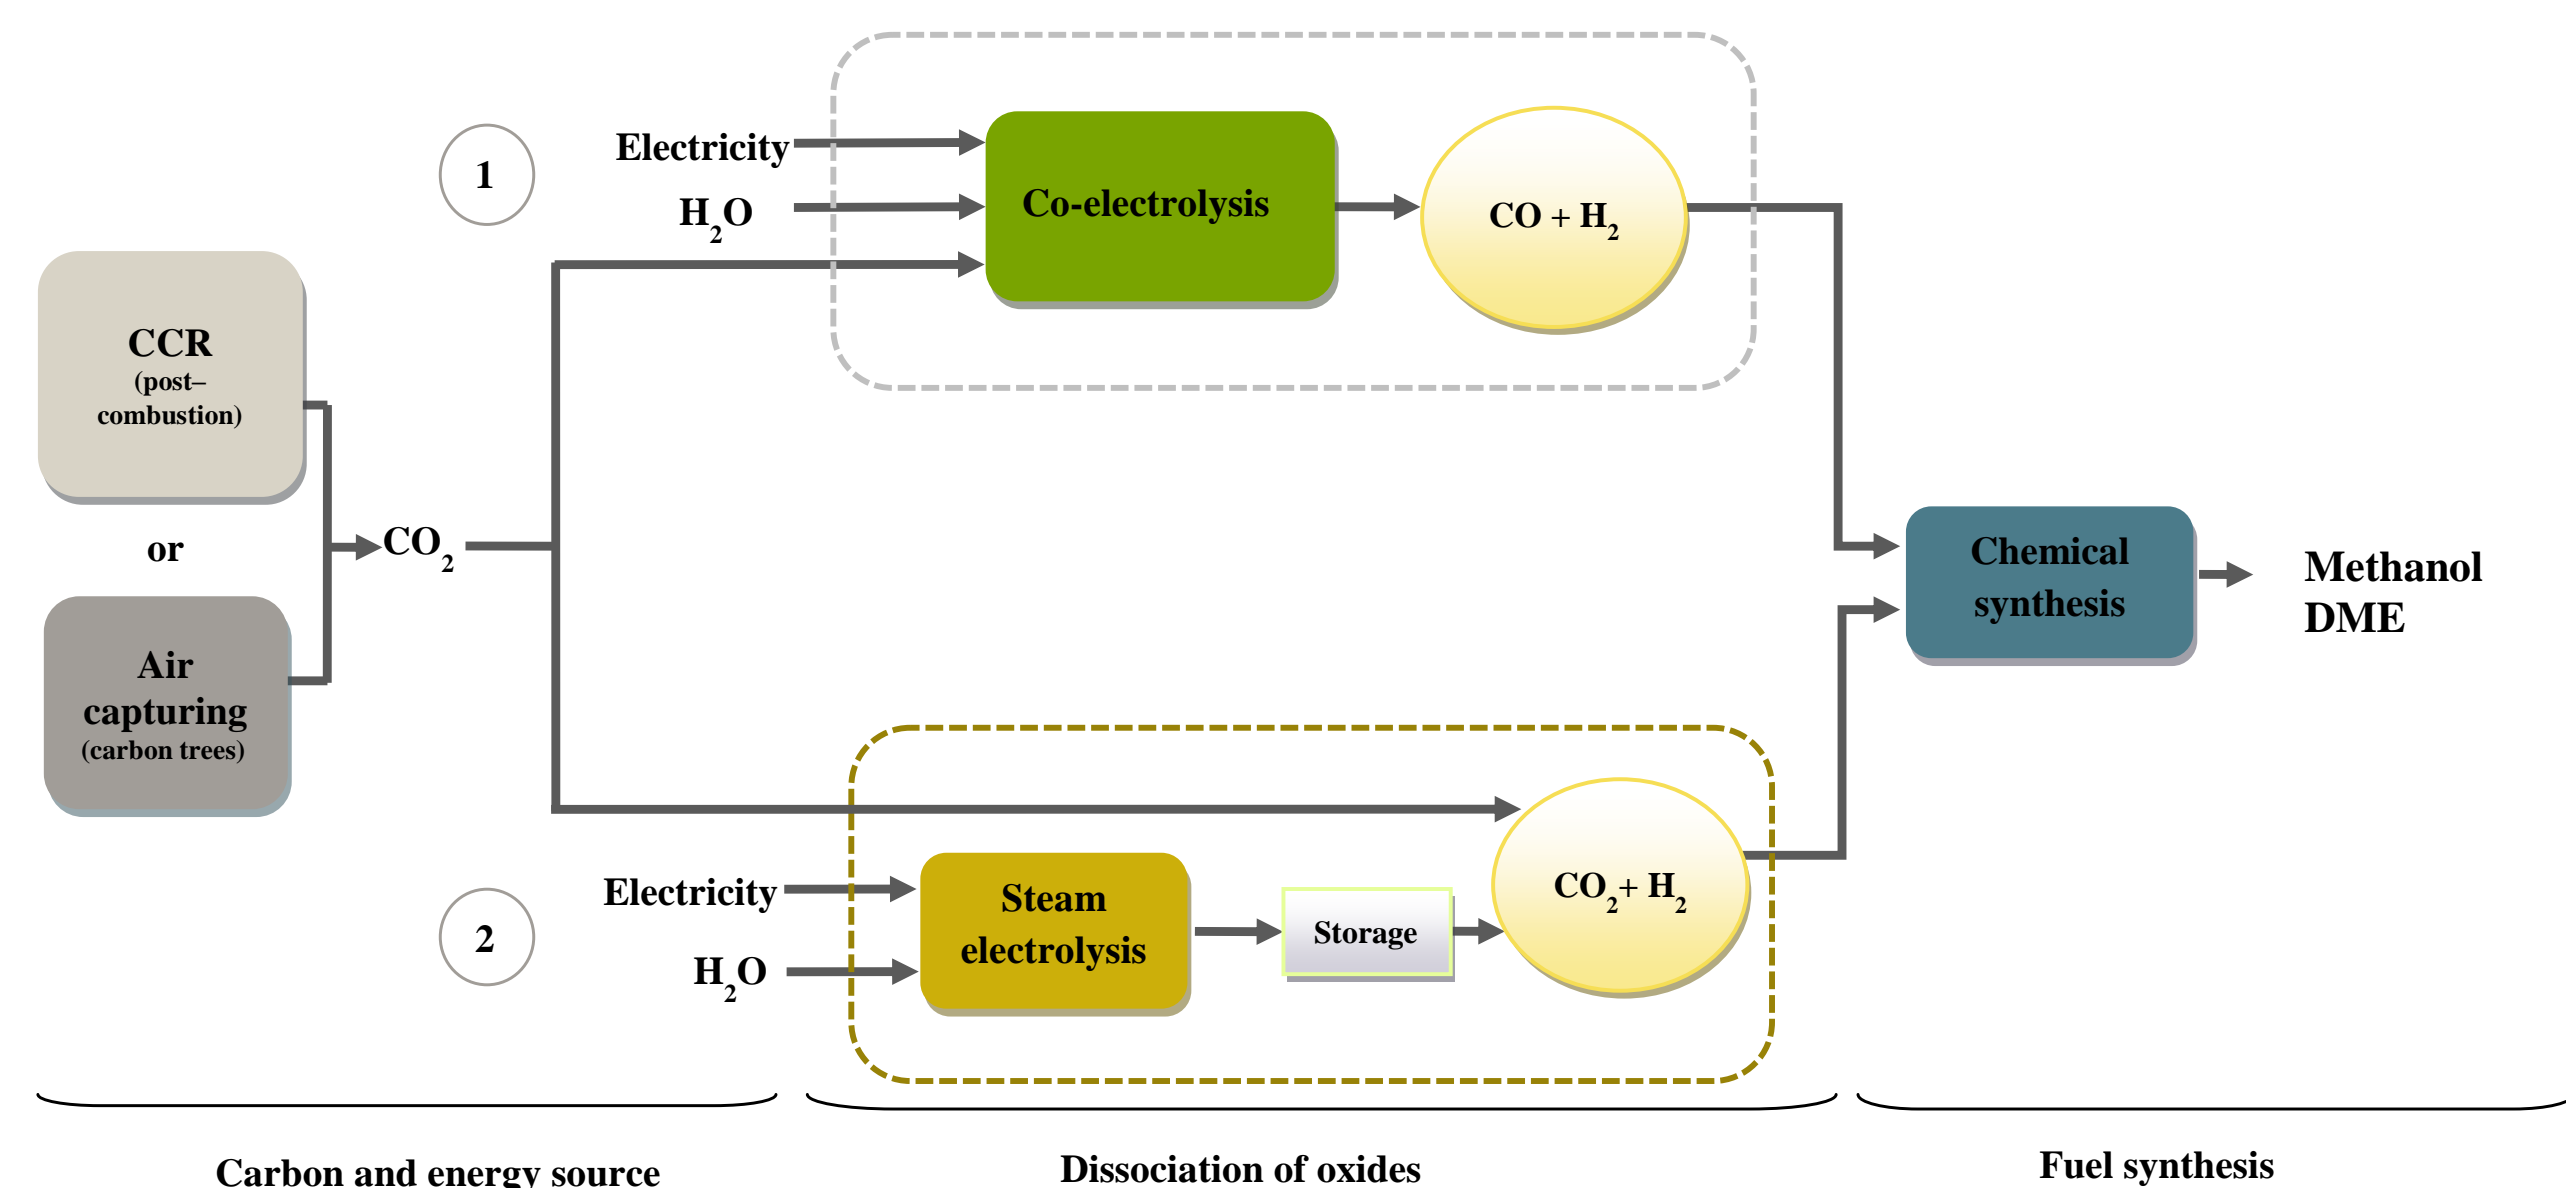 1
Electricity
H₂O
Co-electrolysis
CO + H₂
CCR
(post–
combustion)
or
Air
capturing
(carbon trees)
CO₂
Chemical
synthesis
Methanol
DME
2
Electricity
H₂O
Steam
electrolysis
Storage
CO₂+ H₂
Carbon and energy source
Dissociation of oxides
Fuel synthesis